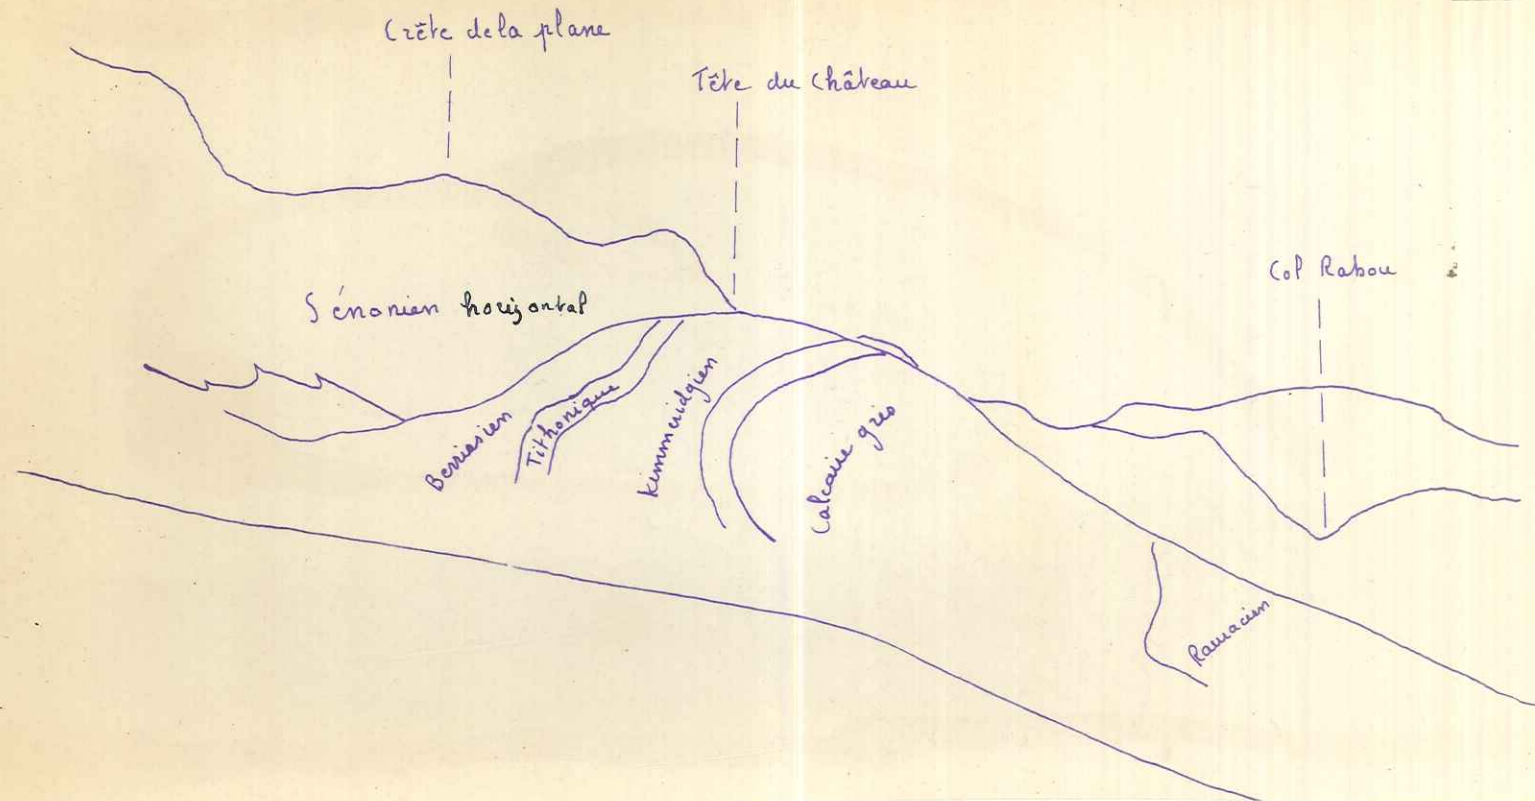 Crête de la plane
Tête du Château
Col Rabou
Sénonien horizontal
Berriasien
Tithonique
Kimmeridgien
Calcaire gris
Rauracien